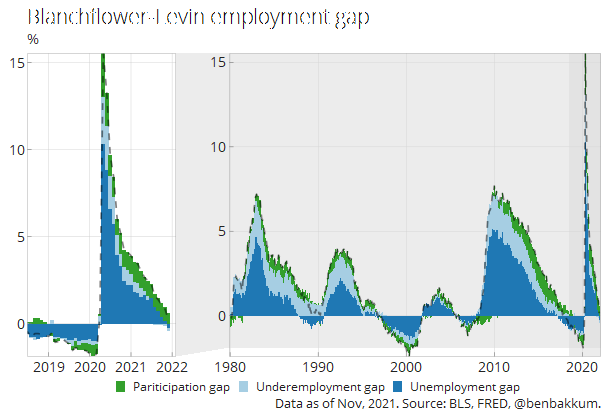 Blanchflower-Levin employment gap
%
15
10
5
0
2019 2020 2021 2022
15
10
5
0
1980 1990 2000 2010 2020
Pariticipation gap Underemployment gap Unemployment gap
Data as of Nov, 2021. Source: BLS, FRED, @benbakkum.